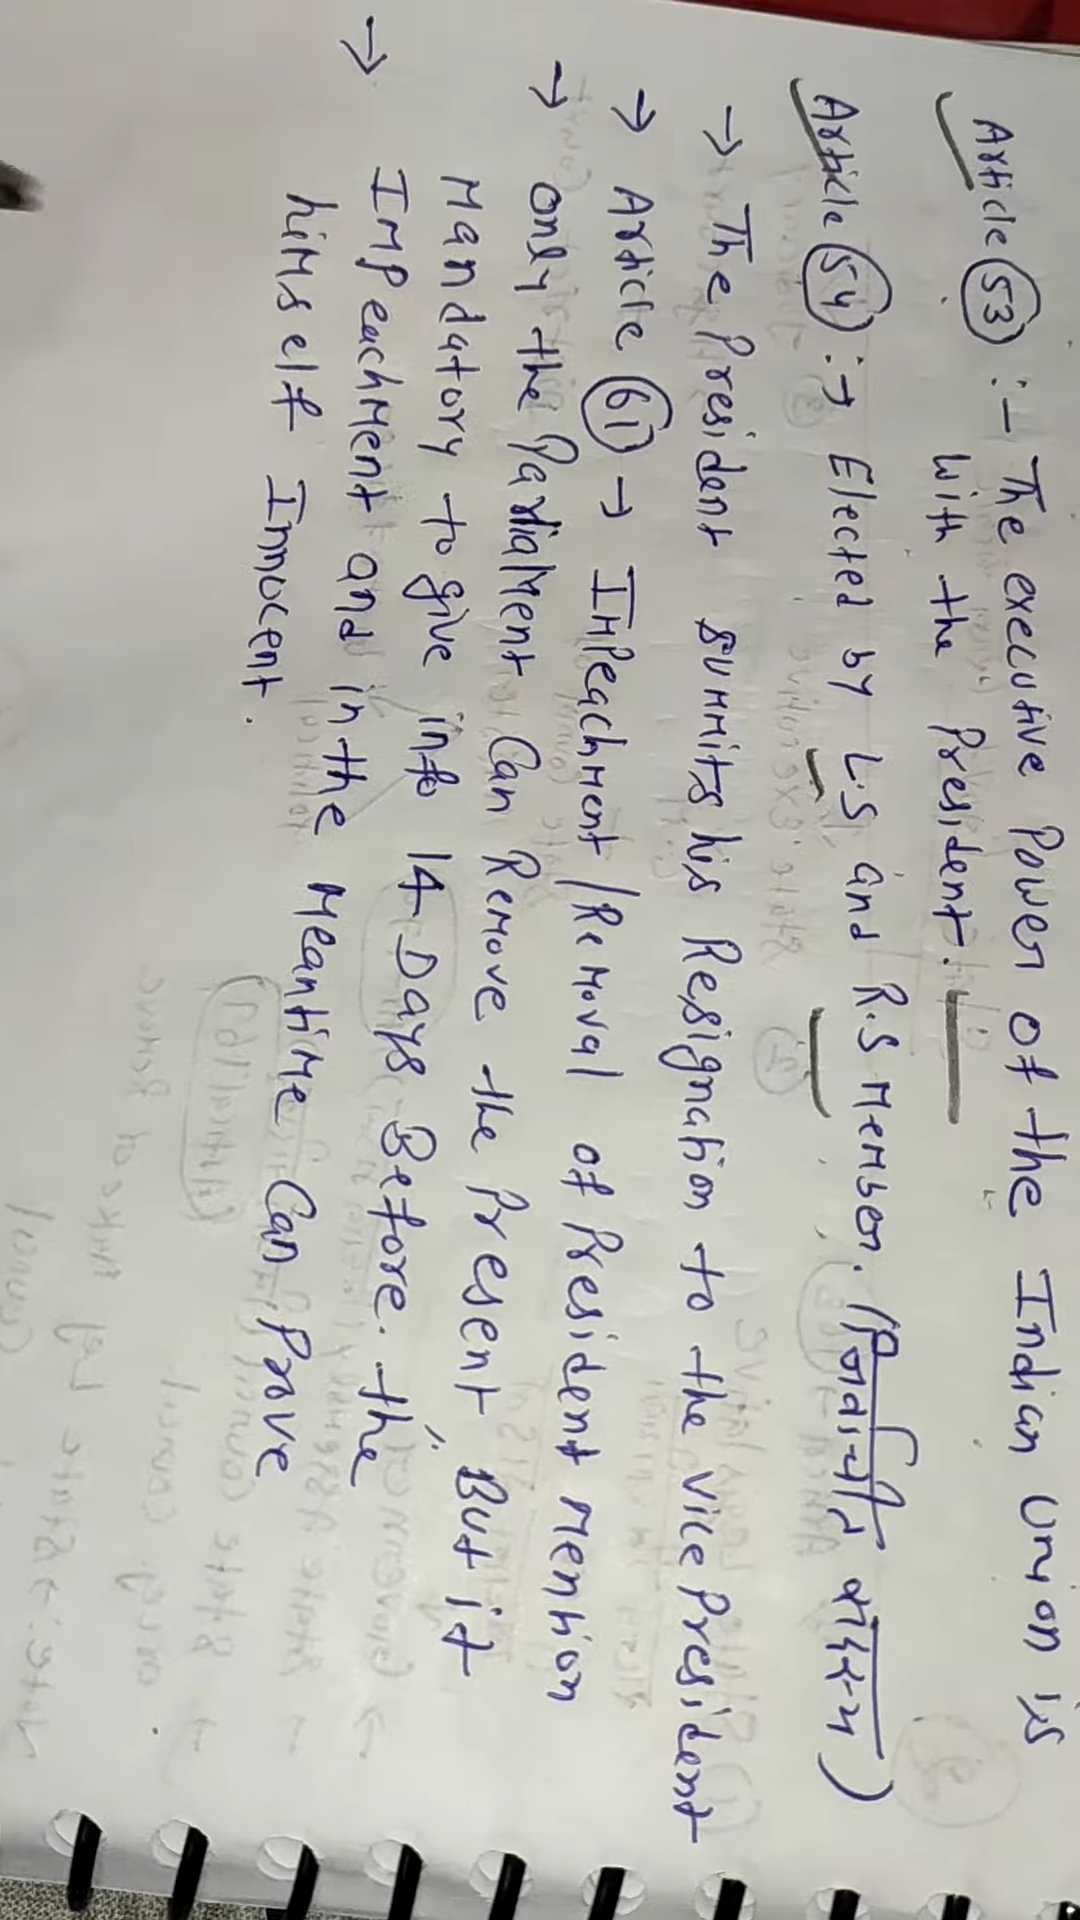 Article (53) :- The executive Power of the Indian Union is
with the President.
Article (54) :→ Elected by L.S and R.S Member. (निर्वाचीत सदस्य)
→ The President summits his Resignation to the Vice President
→ Article (61) → Impeachment / Removal of President mention
→ only the Parliament Can Remove the Present But it
Mandatory to give info 14 Days Before. the
→ Impeachment and in the Meantime Can Prove
himself Innocent.